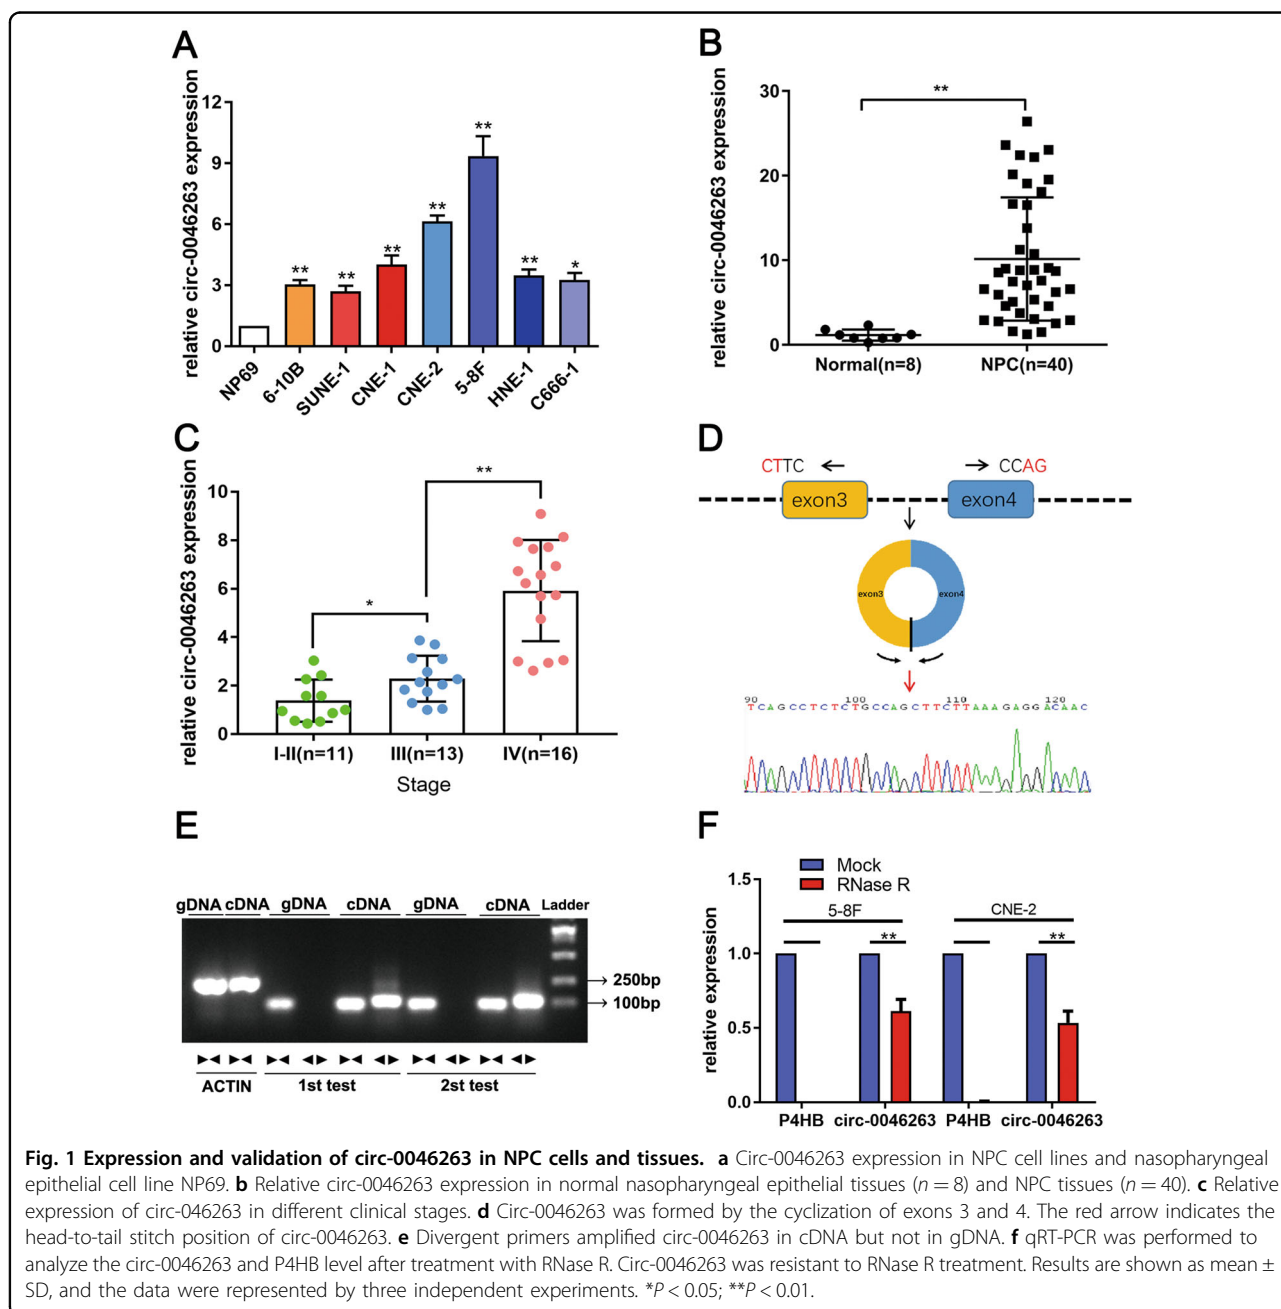 A
relative circ-0046263 expression
12
9
6
3
0
**
**
**
**
**
**
*
NP69
6-10B
SUNE-1
CNE-1
CNE-2
5-8F
HNE-1
C666-1
B
relative circ-0046263 expression
30
20
10
0
**
Normal(n=8)
NPC(n=40)
C
relative circ-0046263 expression
10
8
6
4
2
0
*
**
I-II(n=11)
III(n=13)
IV(n=16)
Stage
D
CTTC
CCAG
exon3
exon4
exon3
exon4
90 100 110 120
TCAGCCTCTCTGCCAGCTTCTTAAAGAGGACAAC
E
gDNA cDNA gDNA cDNA gDNA cDNA Ladder
250bp
100bp
ACTIN 1st test 2st test
F
Mock
RNase R
relative expression
1.5
1.0
0.5
0.0
5-8F
CNE-2
**
**
P4HB circ-0046263 P4HB circ-0046263
Fig. 1 Expression and validation of circ-0046263 in NPC cells and tissues. a Circ-0046263 expression in NPC cell lines and nasopharyngeal
epithelial cell line NP69. b Relative circ-0046263 expression in normal nasopharyngeal epithelial tissues (n = 8) and NPC tissues (n = 40). c Relative
expression of circ-046263 in different clinical stages. d Circ-0046263 was formed by the cyclization of exons 3 and 4. The red arrow indicates the
head-to-tail stitch position of circ-0046263. e Divergent primers amplified circ-0046263 in cDNA but not in gDNA. f qRT-PCR was performed to
analyze the circ-0046263 and P4HB level after treatment with RNase R. Circ-0046263 was resistant to RNase R treatment. Results are shown as mean ±
SD, and the data were represented by three independent experiments. *P < 0.05; **P < 0.01.